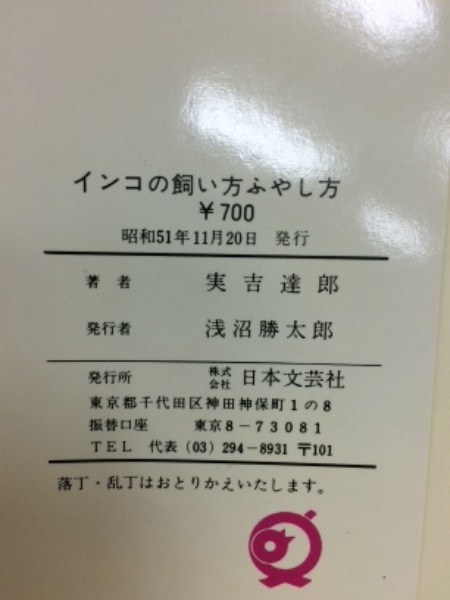 インコの飼い方ふやし方
¥700
昭和51年11月20日 発行
著者 実吉達郎
発行者 浅沼勝太郎
発行所 株式会社 日本文芸社
東京都千代田区神田神保町1の8
振替口座 東京8-73081
TEL 代表(03)294-8931 〒101
落丁・乱丁はおとりかえいたします。